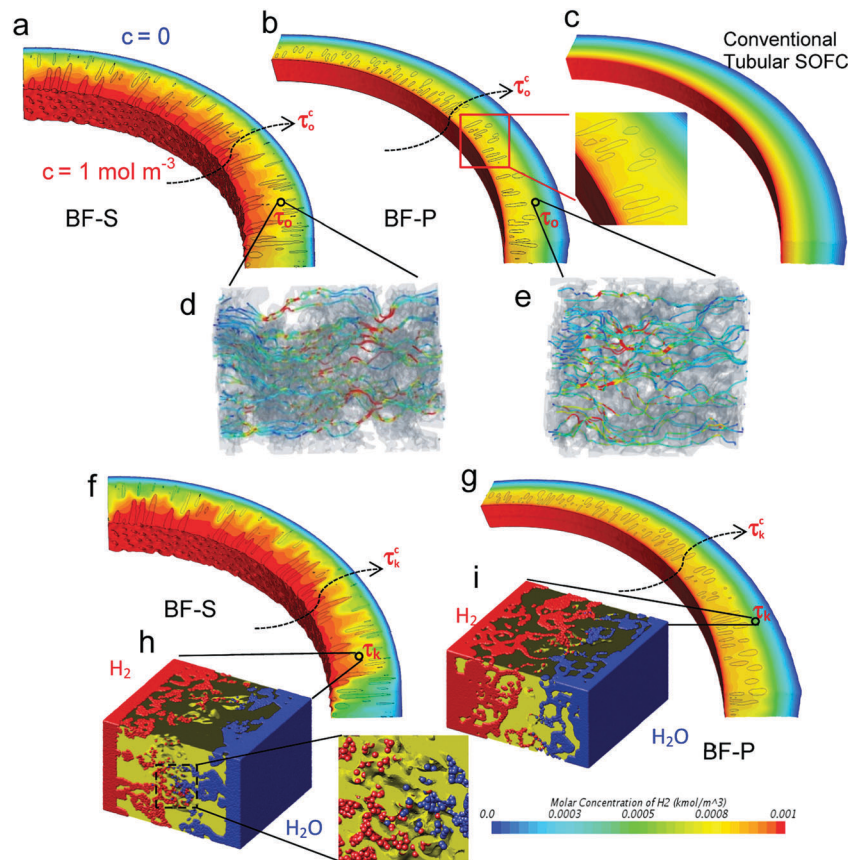 a
c = 0
b
c
Conventional
Tubular SOFC
τₒᶜ
τₒᶜ
c = 1 mol m⁻³
BF-S
τₒ
BF-P
τₒ
d
e
f
g
τₖᶜ
τₖᶜ
BF-S
i
h
τₖ
H₂
τₖ
H₂
H₂O
BF-P
H₂O
Molar Concentration of H2 (kmol/m^3)
0.0 0.0003 0.0005 0.0008 0.001